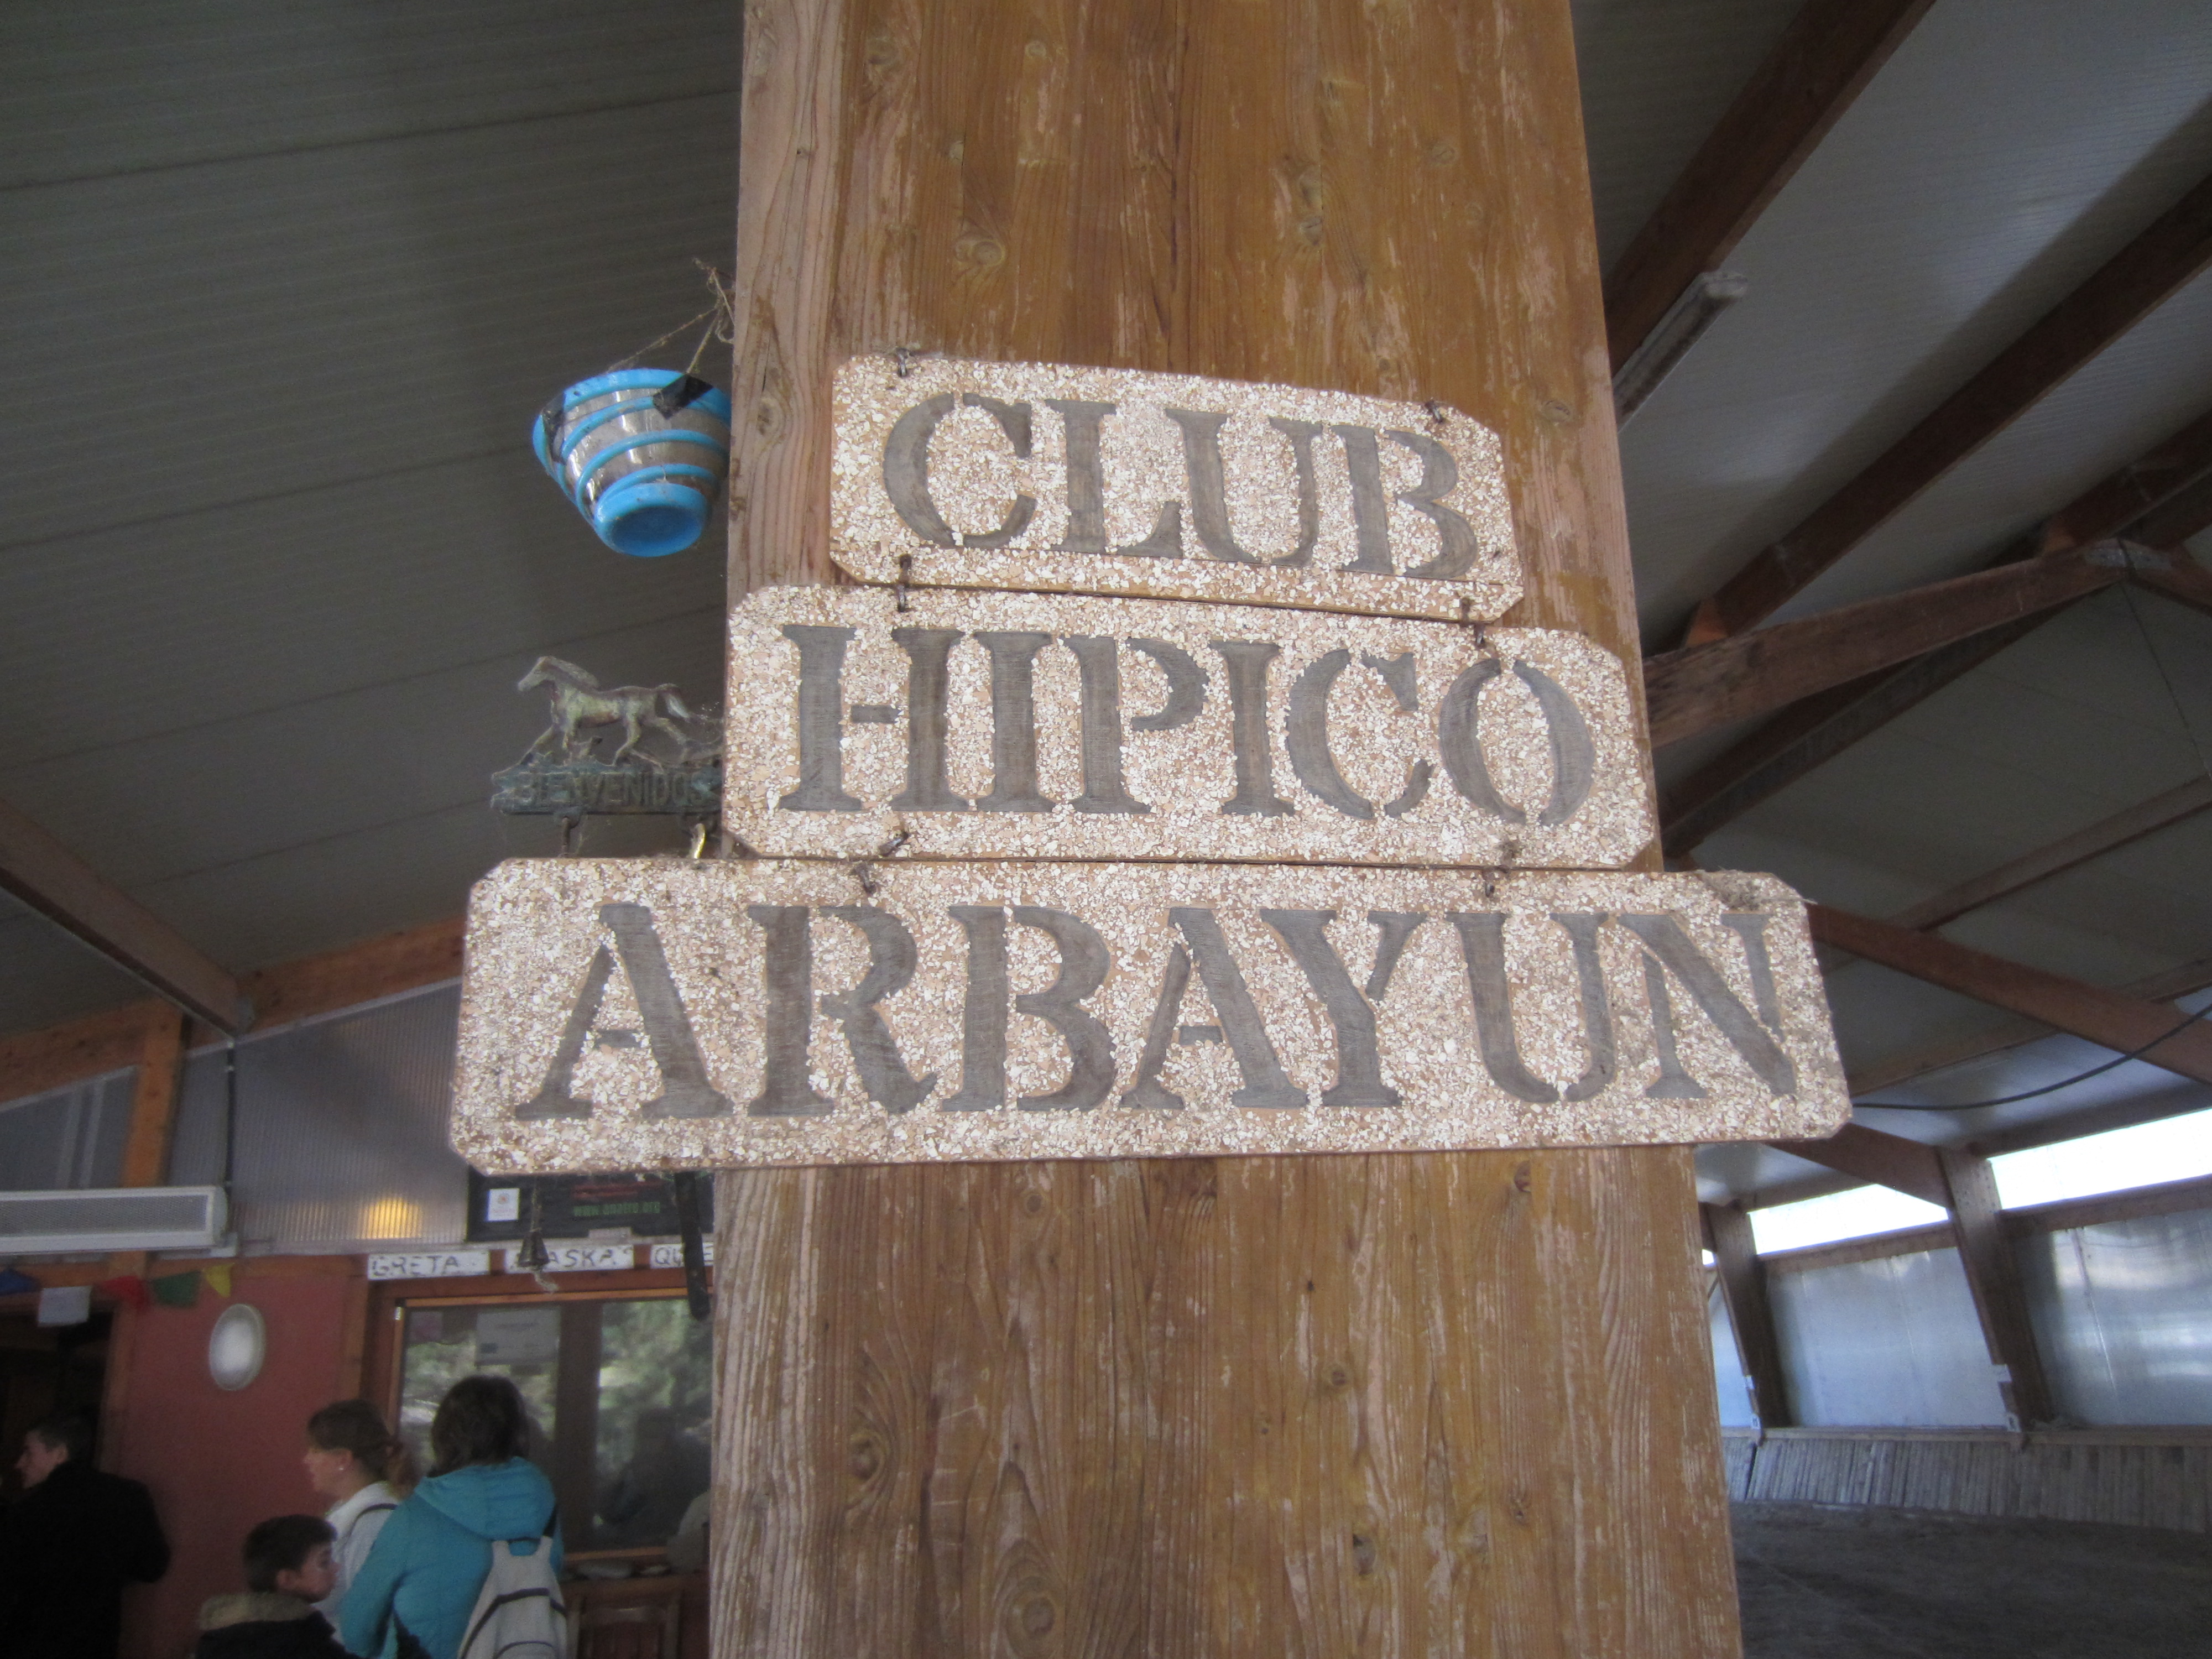 CLUB
HIPICO
BIENVENIDOS
ARBAYUN
GRETA